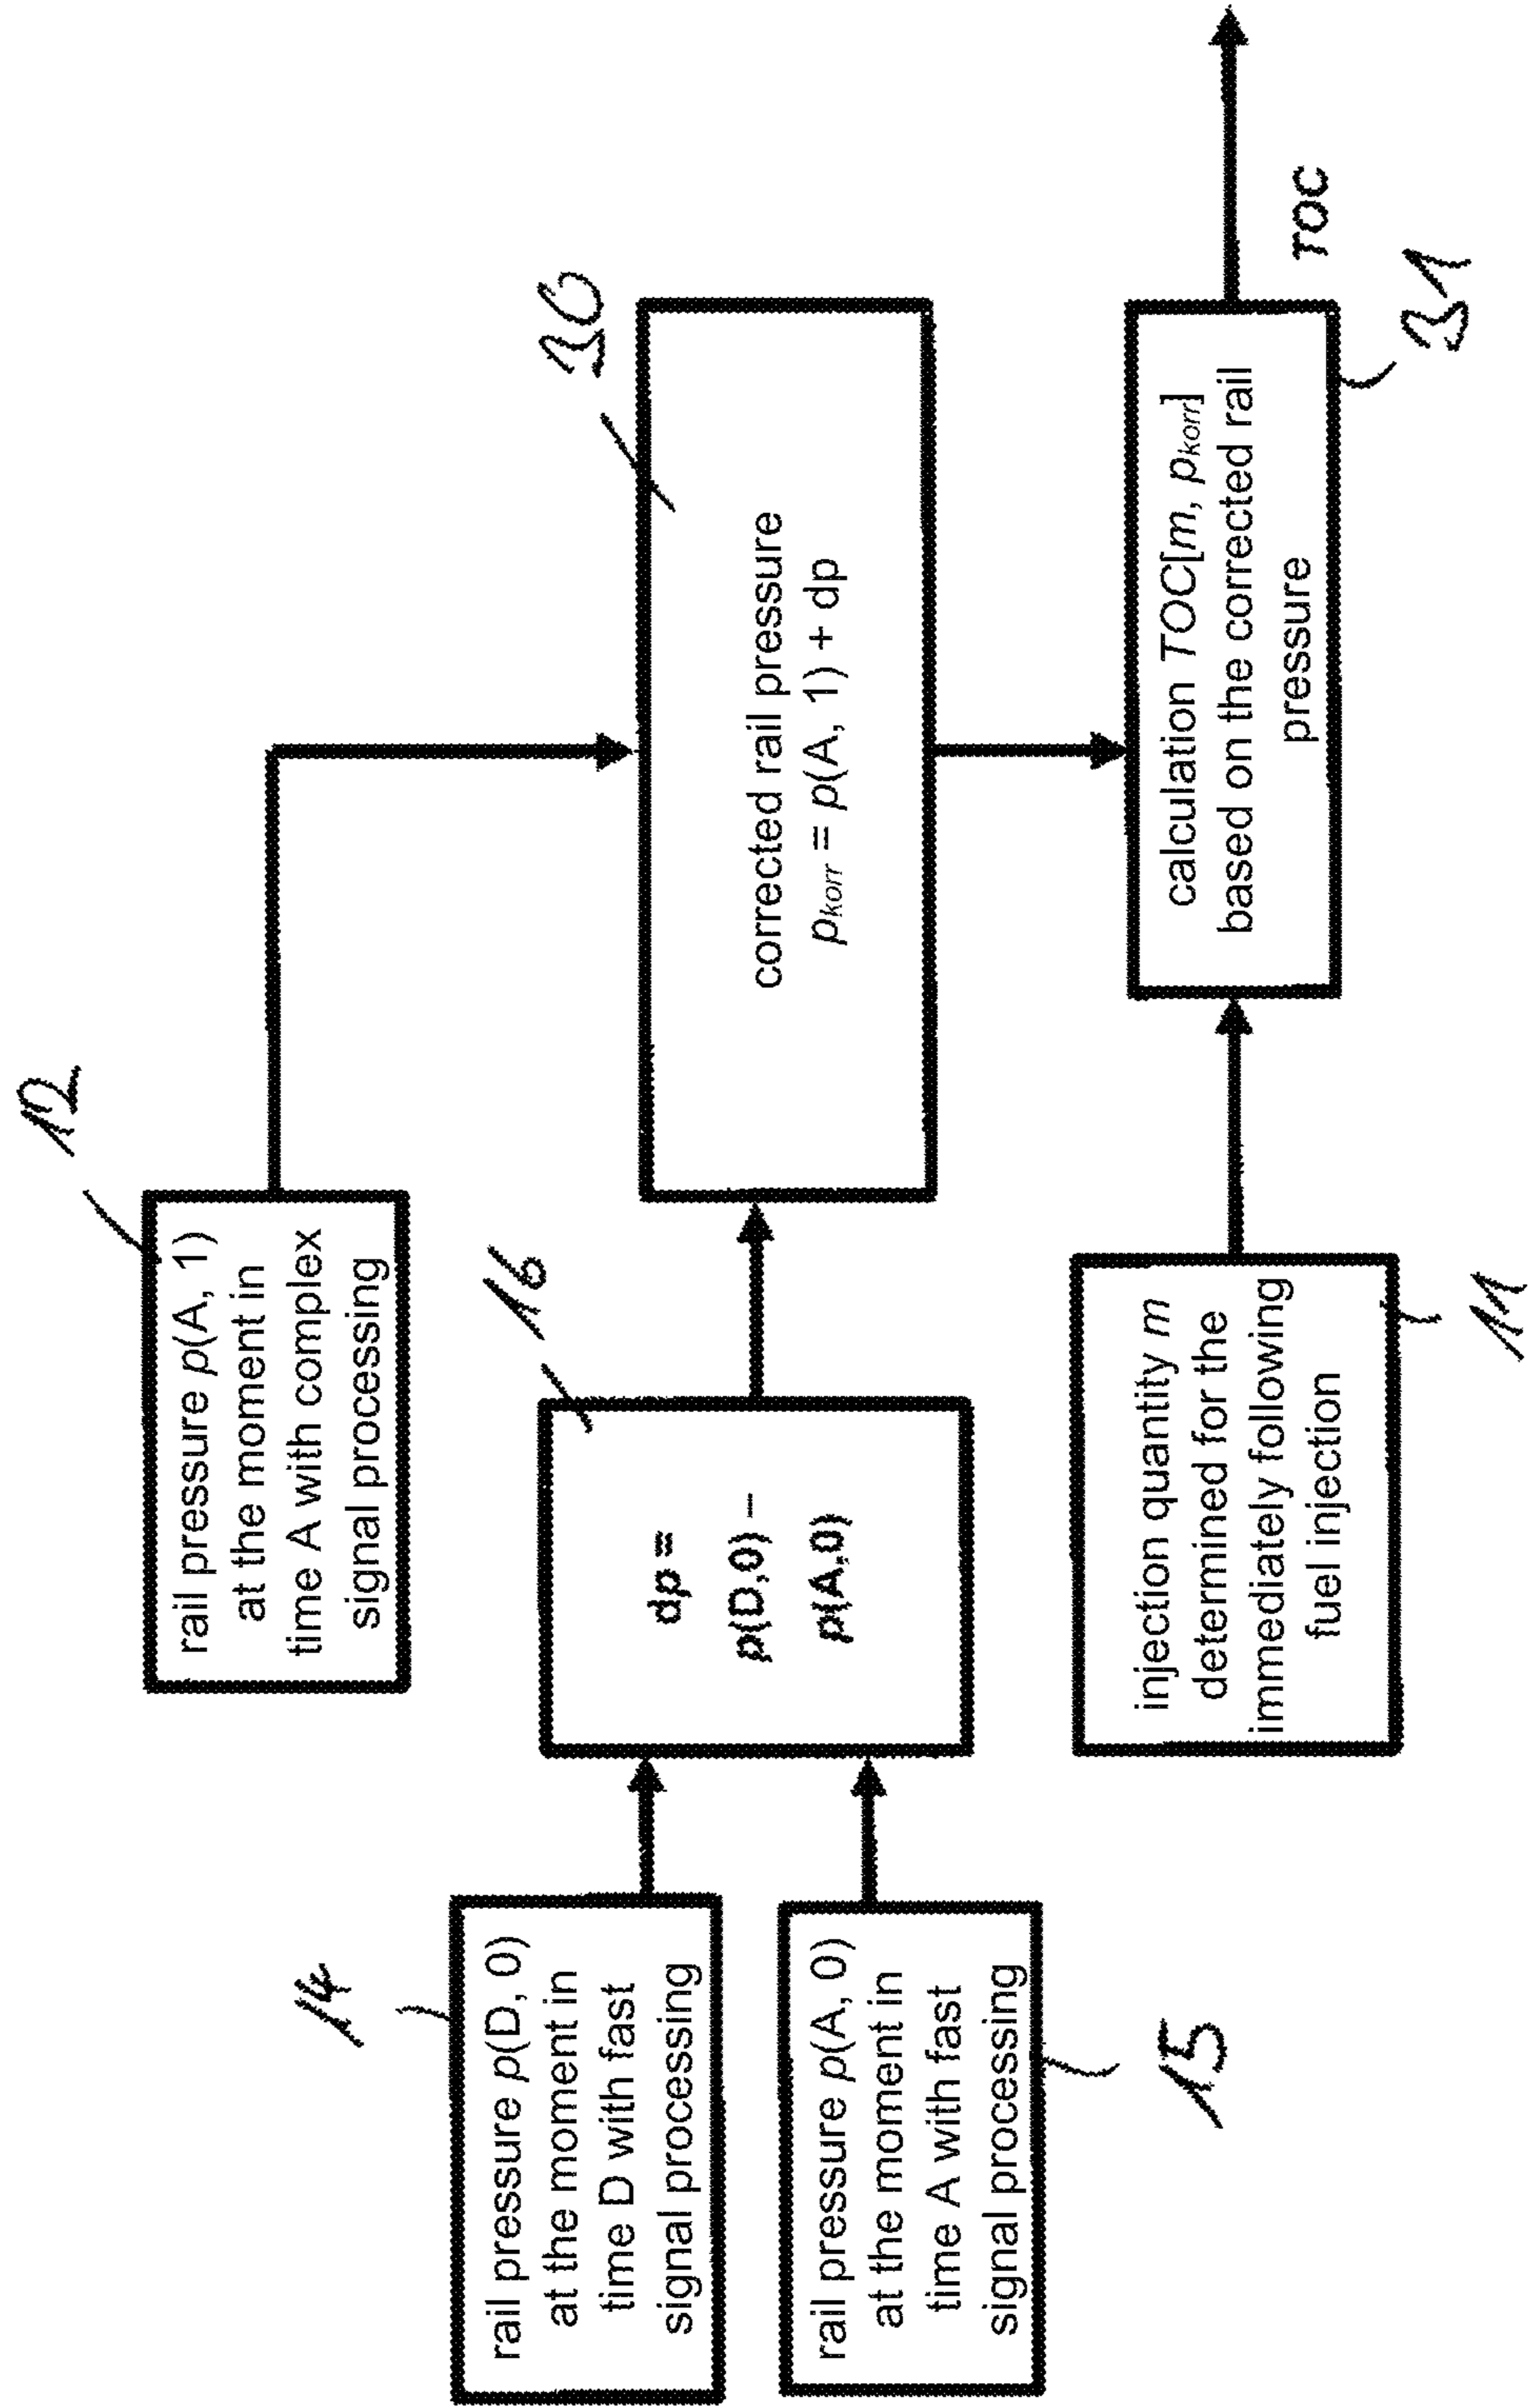 12
rail pressure p(A, 1)
at the moment in
time A with complex
signal processing
14
rail pressure p(D, 0)
at the moment in
time D with fast
signal processing
16
dp =
p(D,0) –
p(A,0)
30
corrected rail pressure
pkorr = p(A, 1) + dp
rail pressure p(A, 0)
at the moment in
time A with fast
signal processing
15
injection quantity m
determined for the
immediately following
fuel injection
11
calculation TOC[m, pkorr]
based on the corrected rail
pressure
31
TOC